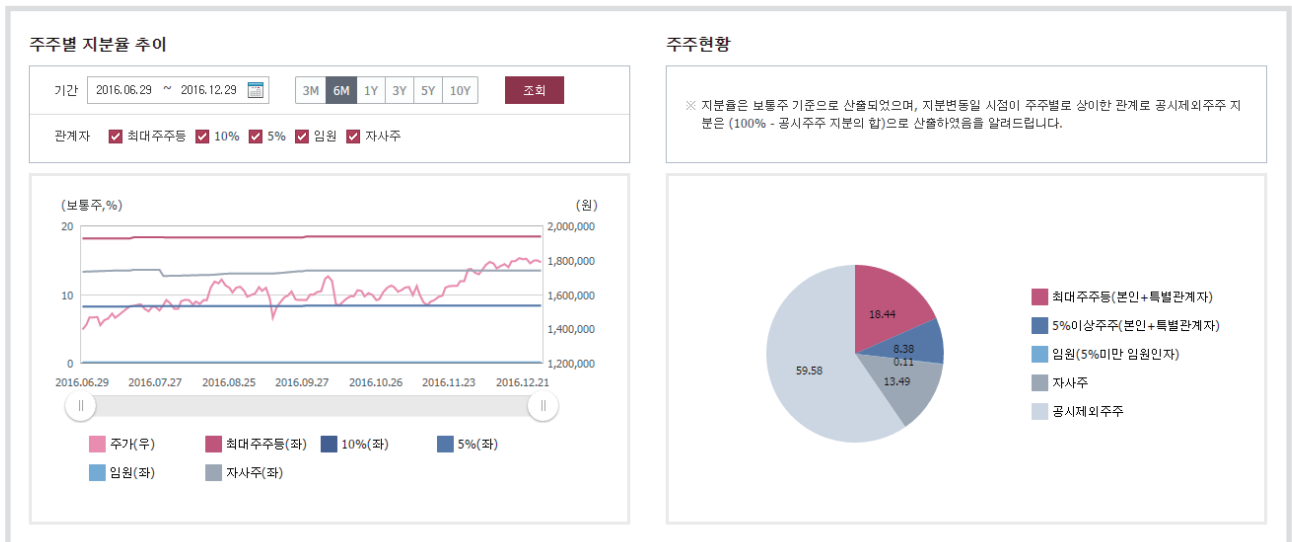 주주별 지분율 추이
기간 2016.06.29 ~ 2016.12.29 3M 6M 1Y 3Y 5Y 10Y 조회
관계자 최대주주등 10% 5% 임원 자사주
(보통주,%) (원)
20 2,000,000
1,800,000
10 1,600,000
1,400,000
0 1,200,000
2016.06.29 2016.07.27 2016.08.25 2016.09.27 2016.10.26 2016.11.23 2016.12.21
주가(우) 최대주주등(좌) 10%(좌) 5%(좌)
임원(좌) 자사주(좌)
주주현황
※ 지분율은 보통주 기준으로 산출되었으며, 지분변동일 시점이 주주별로 상이한 관계로 공시제외주주 지
분은 (100% - 공시주주 지분의 합)으로 산출하였음을 알려드립니다.
18.44
8.38
0.11
13.49
59.58
최대주주등(본인+특별관계자)
5%이상주주(본인+특별관계자)
임원(5%미만 임원인자)
자사주
공시제외주주